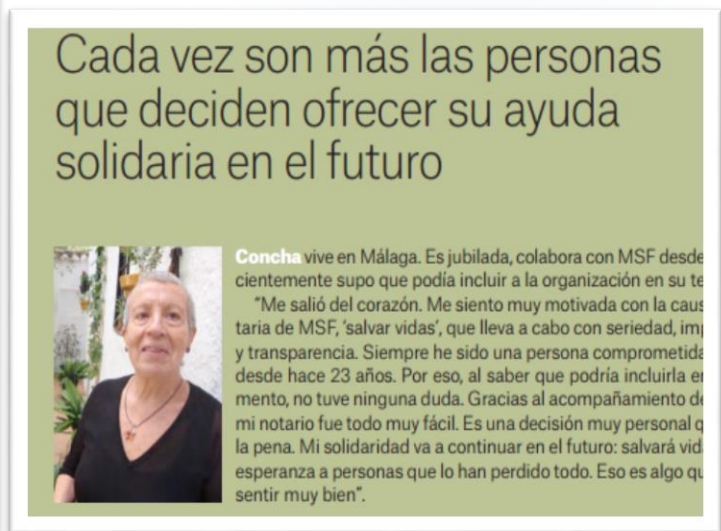 Cada vez son más las personas
que deciden ofrecer su ayuda
solidaria en el futuro
Concha vive en Málaga. Es jubilada, colabora con MSF desde
cientemente supo que podía incluir a la organización en su te
"Me salió del corazón. Me siento muy motivada con la caus
taria de MSF, 'salvar vidas', que lleva a cabo con seriedad, imp
y transparencia. Siempre he sido una persona comprometida
desde hace 23 años. Por eso, al saber que podría incluirla en
mento, no tuve ninguna duda. Gracias al acompañamiento de
mi notario fue todo muy fácil. Es una decisión muy personal q
la pena. Mi solidaridad va a continuar en el futuro: salvará vid
esperanza a personas que lo han perdido todo. Eso es algo qu
sentir muy bien".